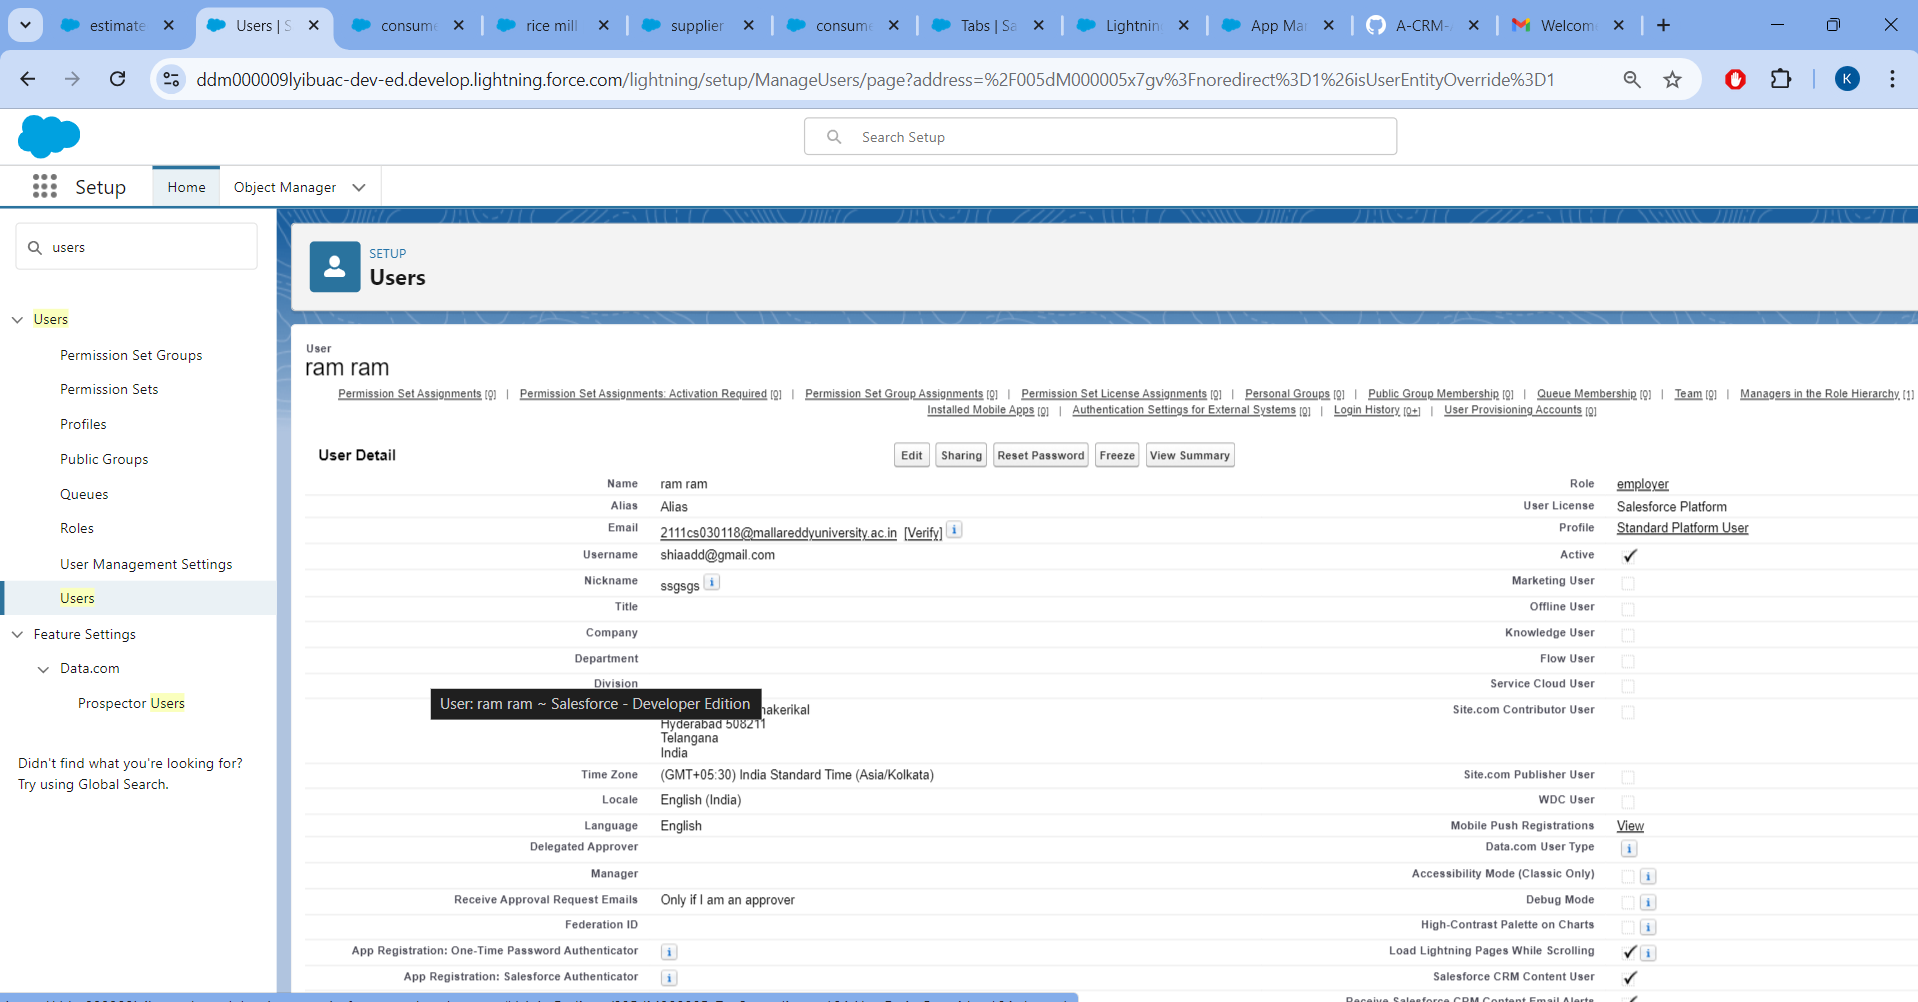 estimate
Users | S
consume
rice mill
supplier
consume
Tabs | Sa
Lightnin
App Mar
A-CRM-
Welcom
ddm000009lyibuac-dev-ed.develop.lightning.force.com/lightning/setup/ManageUsers/page?address=%2F005dM000005x7gv%3Fnoredirect%3D1%26isUserEntityOverride%3D1
K
Search Setup
Setup
Home
Object Manager
users
Users
Permission Set Groups
Permission Sets
Profiles
Public Groups
Queues
Roles
User Management Settings
Users
Feature Settings
Data.com
Prospector Users
Didn't find what you're looking for?
Try using Global Search.
SETUP
Users
User
ram ram
Permission Set Assignments [0] | Permission Set Assignments: Activation Required [0] | Permission Set Group Assignments [0] | Permission Set License Assignments [0] | Personal Groups [0] | Public Group Membership [0] | Queue Membership [0] | Team [0] | Managers in the Role Hierarchy [1]
Installed Mobile Apps [0] | Authentication Settings for External Systems [0] | Login History [0+] | User Provisioning Accounts [0]
User Detail
Edit Sharing Reset Password Freeze View Summary
Name ram ram Role employer
Alias Alias User License Salesforce Platform
Email 2111cs030118@mallareddyuniversity.ac.in [Verify] i Profile Standard Platform User
Username shiaadd@gmail.com Active
Nickname ssgsgs i Marketing User
Title Offline User
Company Knowledge User
Department Flow User
Division Service Cloud User
User: ram ram ~ Salesforce - Developer Edition
nakerikal Site.com Contributor User
Hyderabad 508211
Telangana
India
Time Zone (GMT+05:30) India Standard Time (Asia/Kolkata) Site.com Publisher User
Locale English (India) WDC User
Language English Mobile Push Registrations View
Delegated Approver Data.com User Type i
Manager Accessibility Mode (Classic Only) i
Receive Approval Request Emails Only if I am an approver Debug Mode i
Federation ID High-Contrast Palette on Charts i
App Registration: One-Time Password Authenticator i Load Lightning Pages While Scrolling i
App Registration: Salesforce Authenticator i Salesforce CRM Content User
Receive Salesforce CRM Content Email Alerts